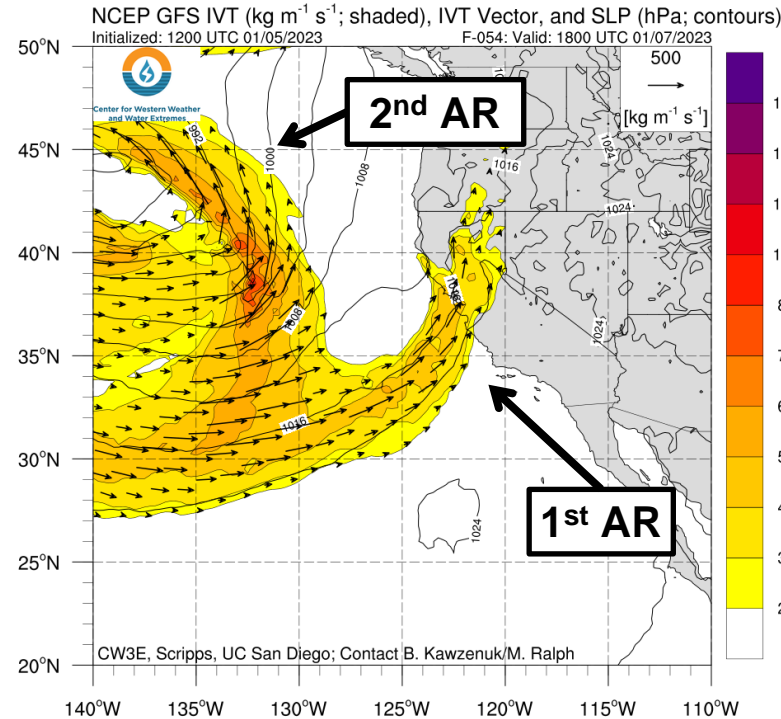 NCEP GFS IVT (kg m⁻¹ s⁻¹; shaded), IVT Vector, and SLP (hPa; contours)
Initialized: 1200 UTC 01/05/2023 F-054: Valid: 1800 UTC 01/07/2023
Center for Western Weather
and Water Extremes
500
[kg m⁻¹ s⁻¹]
2ⁿᵈ AR
1ˢᵗ AR
992
1000
1008
1016
1024
1024
1024
1008
1016
1016
1024
50°N
45°N
40°N
35°N
30°N
25°N
20°N
140°W 135°W 130°W 125°W 120°W 115°W 110°W
CW3E, Scripps, UC San Diego; Contact B. Kawzenuk/M. Ralph